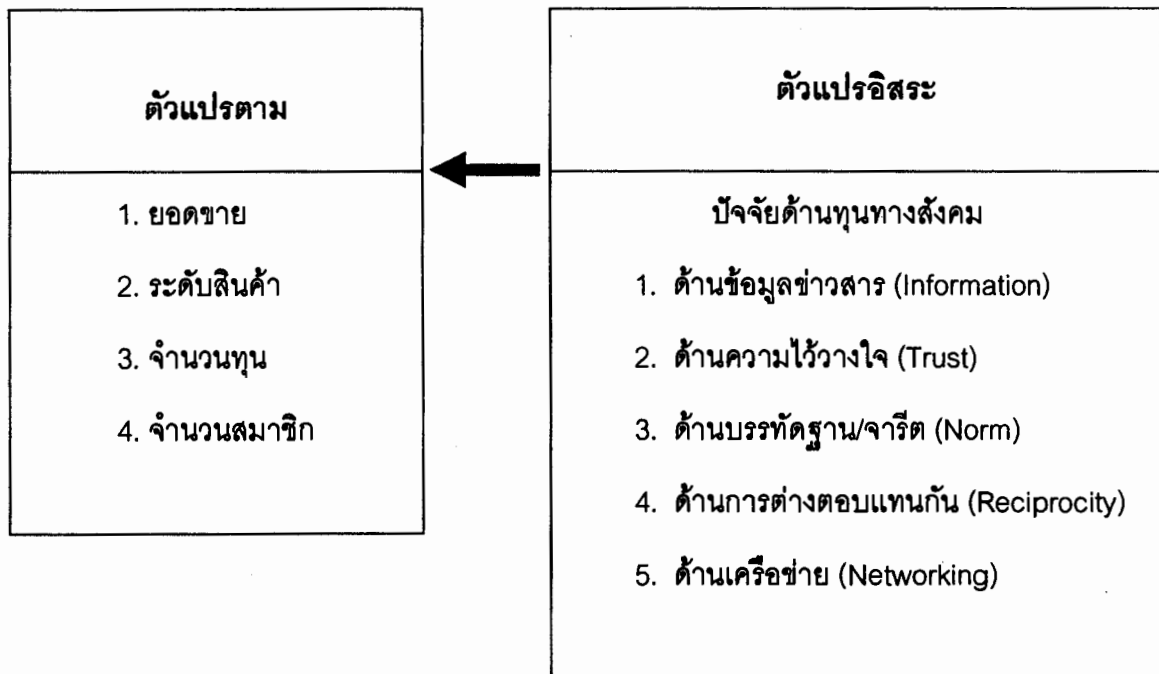 ตัวแปรตาม
1. ยอดขาย
2. ระดับสินค้า
3. จำนวนทุน
4. จำนวนสมาชิก
ตัวแปรอิสระ
ปัจจัยด้านทุนทางสังคม
1. ด้านข้อมูลข่าวสาร (Information)
2. ด้านความไว้วางใจ (Trust)
3. ด้านบรรทัดฐาน/จารีต (Norm)
4. ด้านการต่างตอบแทนกัน (Reciprocity)
5. ด้านเครือข่าย (Networking)